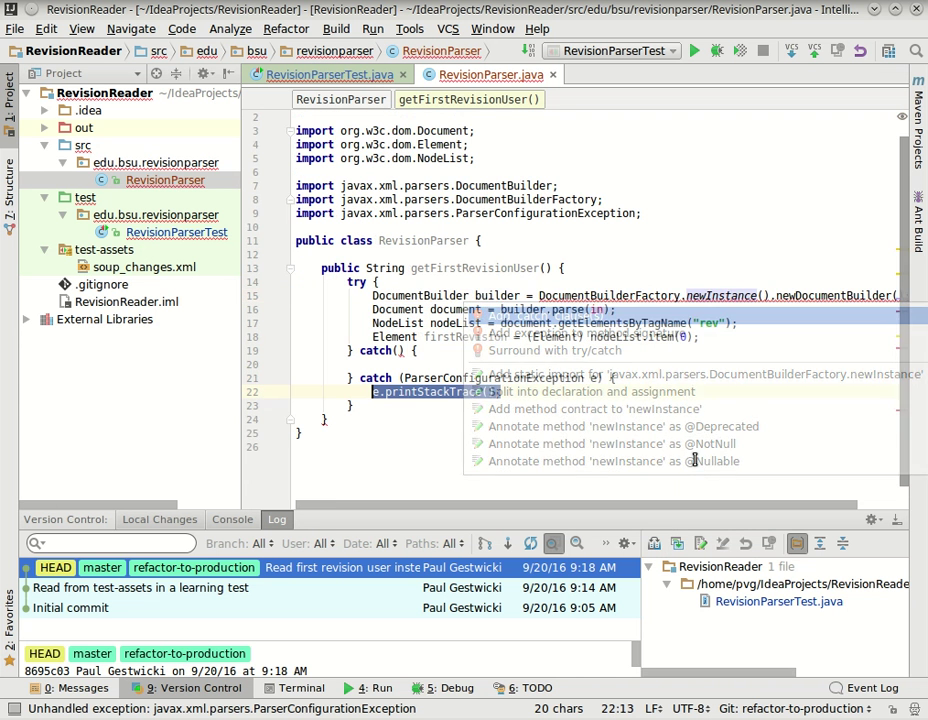 RevisionReader - [~/IdeaProjects/RevisionReader] - [RevisionReader] - ~/IdeaProjects/RevisionReader/src/edu/bsu/revisionparser/RevisionParser.java - Intelli...
File Edit View Navigate Code Analyze Refactor Build Run Tools VCS Window Help
RevisionReader src edu bsu revisionparser RevisionParser RevisionParserTest VCS VCS
Project RevisionParserTest.java RevisionParser.java
1: Project
7: Structure
2: Favorites
Maven Projects
Ant Build
RevisionReader ~/IdeaProjects/
.idea
out
src
edu.bsu.revisionparser
RevisionParser
test
edu.bsu.revisionparser
RevisionParserTest
test-assets
soup_changes.xml
.gitignore
RevisionReader.iml
External Libraries
RevisionParser getFirstRevisionUser()
2
3 import org.w3c.dom.Document;
4 import org.w3c.dom.Element;
5 import org.w3c.dom.NodeList;
6
7 import javax.xml.parsers.DocumentBuilder;
8 import javax.xml.parsers.DocumentBuilderFactory;
9 import javax.xml.parsers.ParserConfigurationException;
10
11 public class RevisionParser {
12
13 public String getFirstRevisionUser() {
14 try {
15 DocumentBuilder builder = DocumentBuilderFactory.newInstance().newDocumentBuilder(
16 Document document = builder.parse(in);
17 NodeList nodeList = document.getElementsByTagName("rev");
18 Element firstRevision = (Element) nodeList.item(0);
19 } catch() {
20
21 } catch (ParserConfigurationException e) {
22 e.printStackTrace();
23 }
24 }
25 }
26
Add exception to method signature
Surround with try/catch
Add static import for 'javax.xml.parsers.DocumentBuilderFactory.newInstance'
Split into declaration and assignment
Add method contract to 'newInstance'
Annotate method 'newInstance' as @Deprecated
Annotate method 'newInstance' as @NotNull
Annotate method 'newInstance' as @Nullable
Version Control: Local Changes Console Log
Branch: All User: All Date: All Paths: All
HEAD master refactor-to-production Read first revision user inste Paul Gestwicki 9/20/16 9:18 AM
Read from test-assets in a learning test Paul Gestwicki 9/20/16 9:14 AM
Initial commit Paul Gestwicki 9/20/16 9:05 AM
HEAD master refactor-to-production
8695c03 Paul Gestwicki on 9/20/16 at 9:18 AM
RevisionReader 1 file
/home/pvg/IdeaProjects/RevisionReade
RevisionParserTest.java
0: Messages 9: Version Control Terminal 4: Run 5: Debug 6: TODO Event Log
Unhandled exception: javax.xml.parsers.ParserConfigurationException 20 chars 22:13 LF UTF-8 Git: refactor-to-production